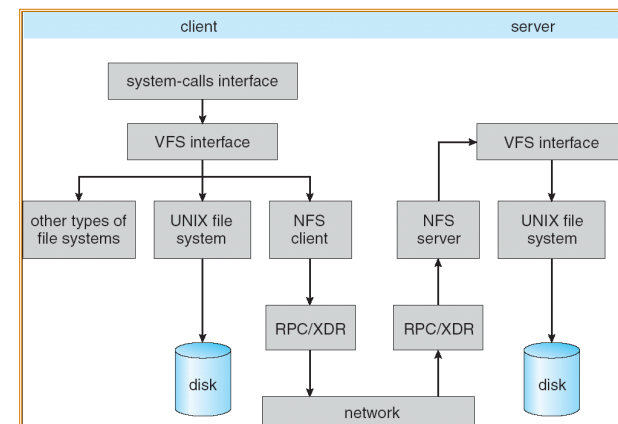 client
server
system-calls interface
VFS interface
VFS interface
other types of
file systems
UNIX file
system
NFS
client
NFS
server
UNIX file
system
RPC/XDR
RPC/XDR
disk
disk
network